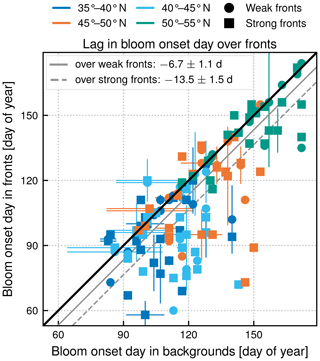 35–40° N 40–45° N Weak fronts
45–50° N 50–55° N Strong fronts
Lag in bloom onset day over fronts
over weak fronts: −6.7 ± 1.1 d
over strong fronts: −13.5 ± 1.5 d
Bloom onset day in fronts [day of year]
150
120
90
60
60 90 120 150
Bloom onset day in background [day of year]